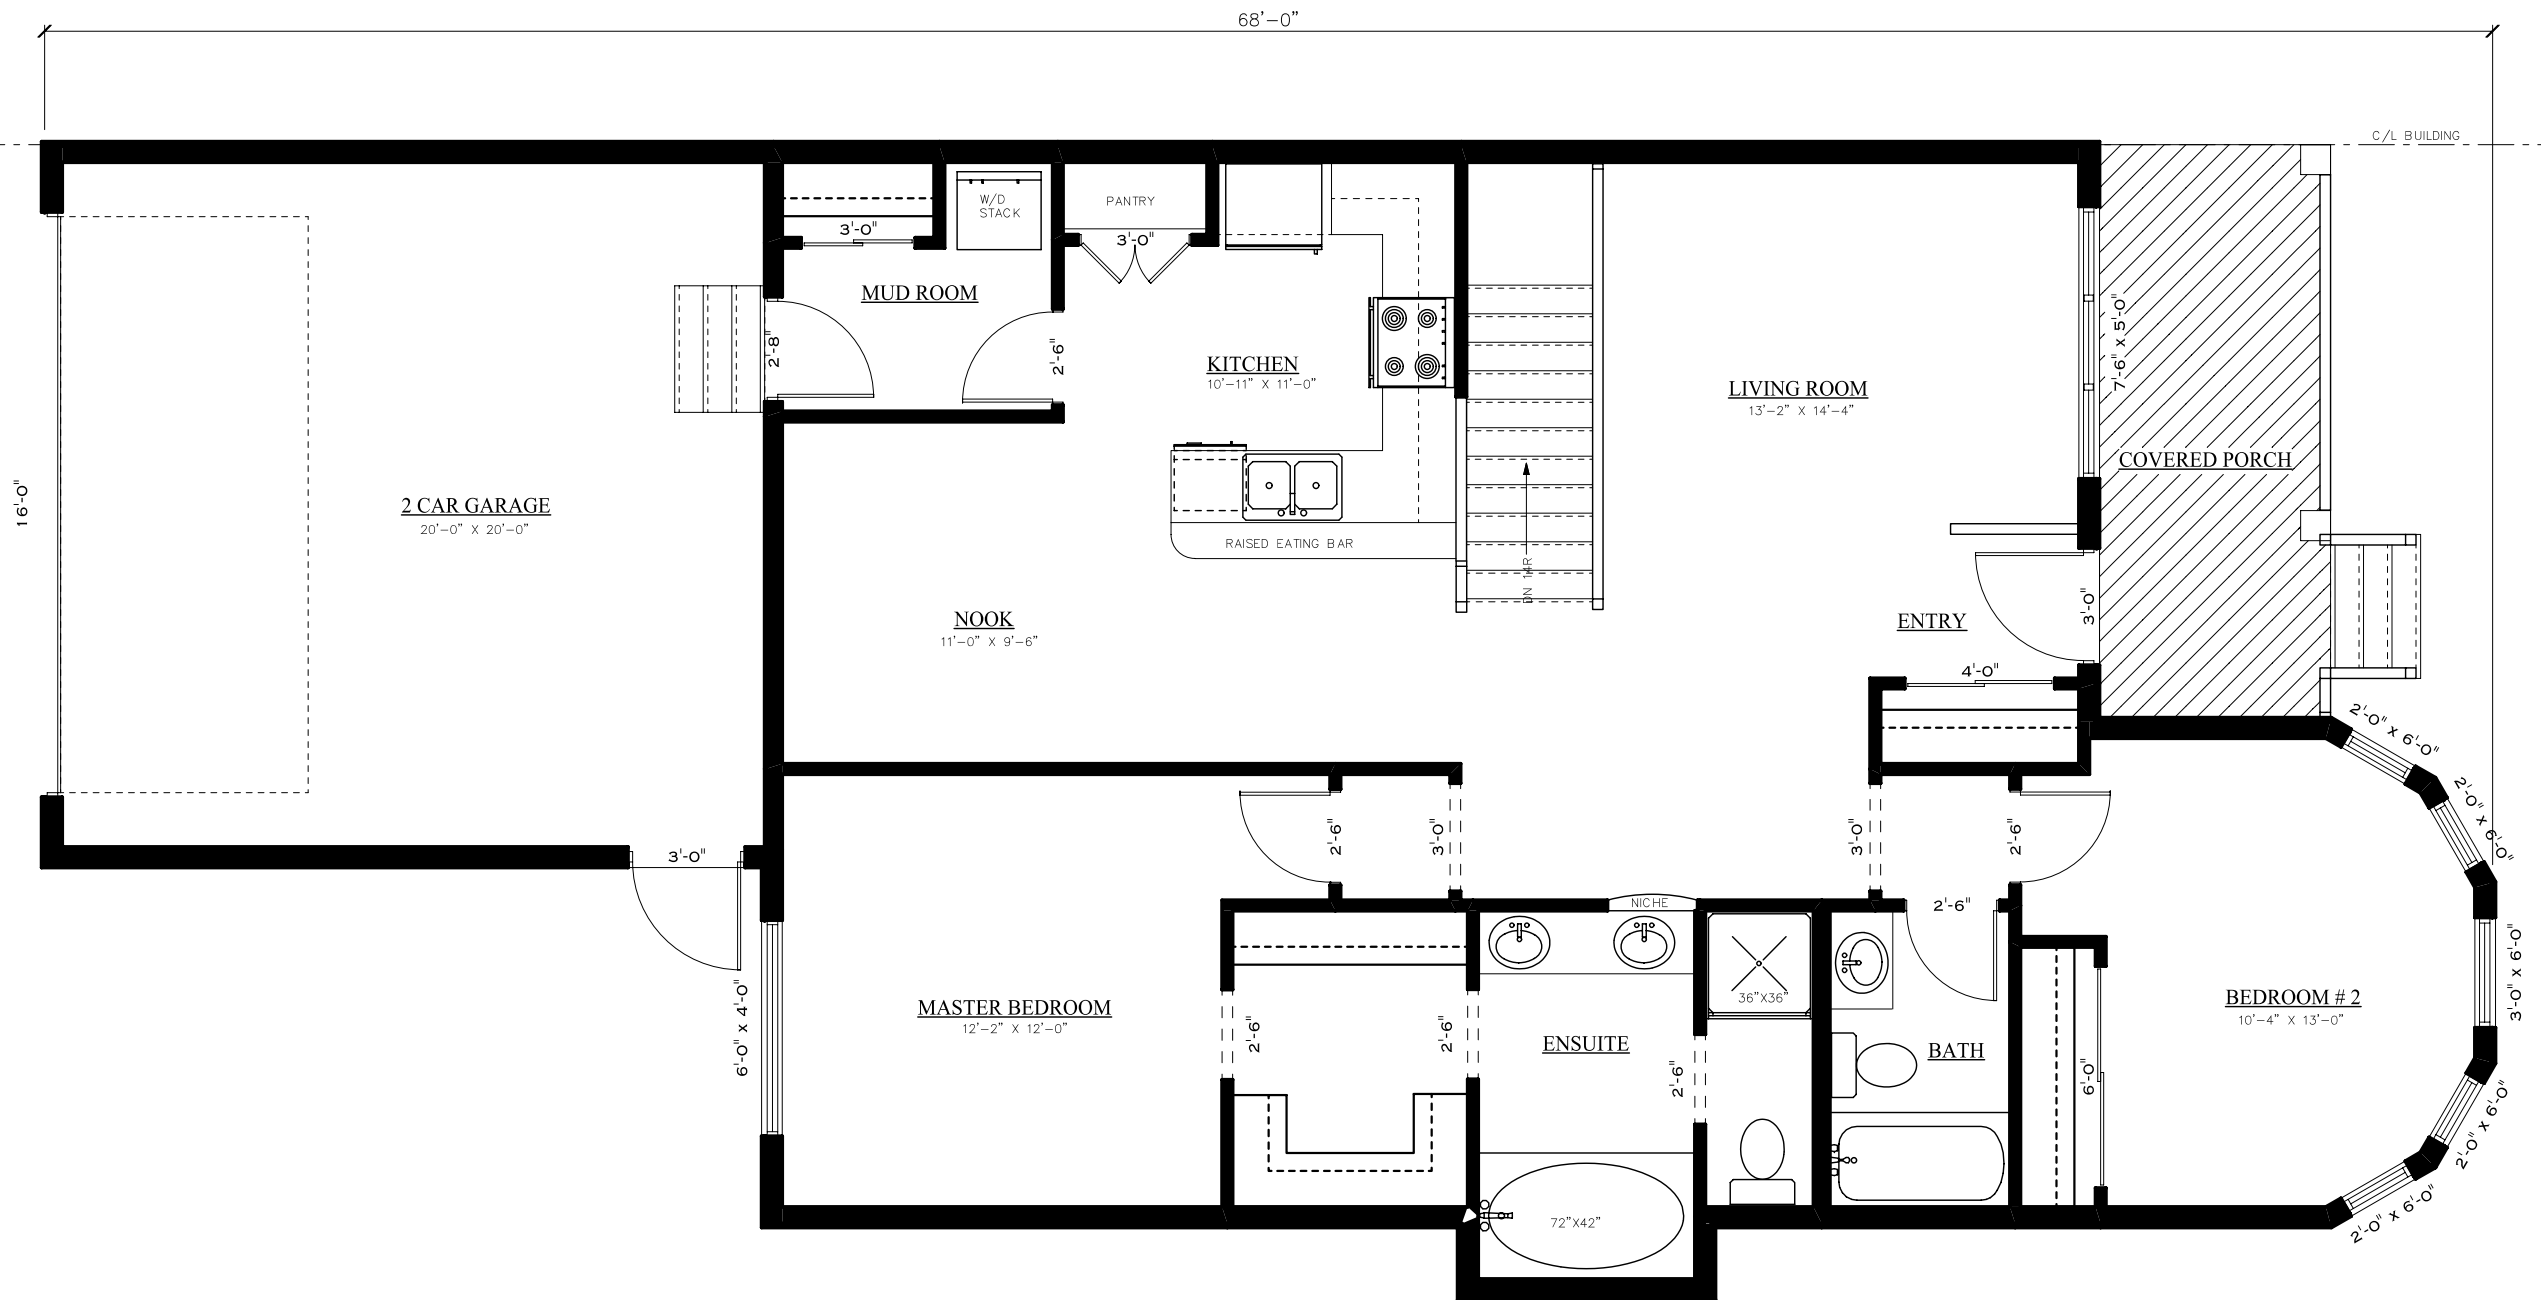 68'-0"
C/L BUILDING
W/D
STACK
PANTRY
3'-0"
3'-0"
MUD ROOM
2'-8"
2'-6"
KITCHEN
10'-11" X 11'-0"
LIVING ROOM
13'-2" X 14'-4"
7'-6" x 5'-0"
COVERED PORCH
16'-0"
2 CAR GARAGE
20'-0" X 20'-0"
RAISED EATING BAR
DN 14R
NOOK
11'-0" X 9'-6"
ENTRY
3'-0"
4'-0"
2'-0" x 6'-0"
2'-0" x 6'-0"
3'-0"
2'-6"
3'-0"
3'-0"
2'-6"
NICHE
2'-6"
6'-0" x 4'-0"
MASTER BEDROOM
12'-2" X 12'-0"
2'-6"
2'-6"
ENSUITE
36"X36"
2'-6"
BATH
6'-0"
BEDROOM # 2
10'-4" X 13'-0"
3'-0" x 6'-0"
2'-0" x 6'-0"
2'-0" x 6'-0"
72"X42"